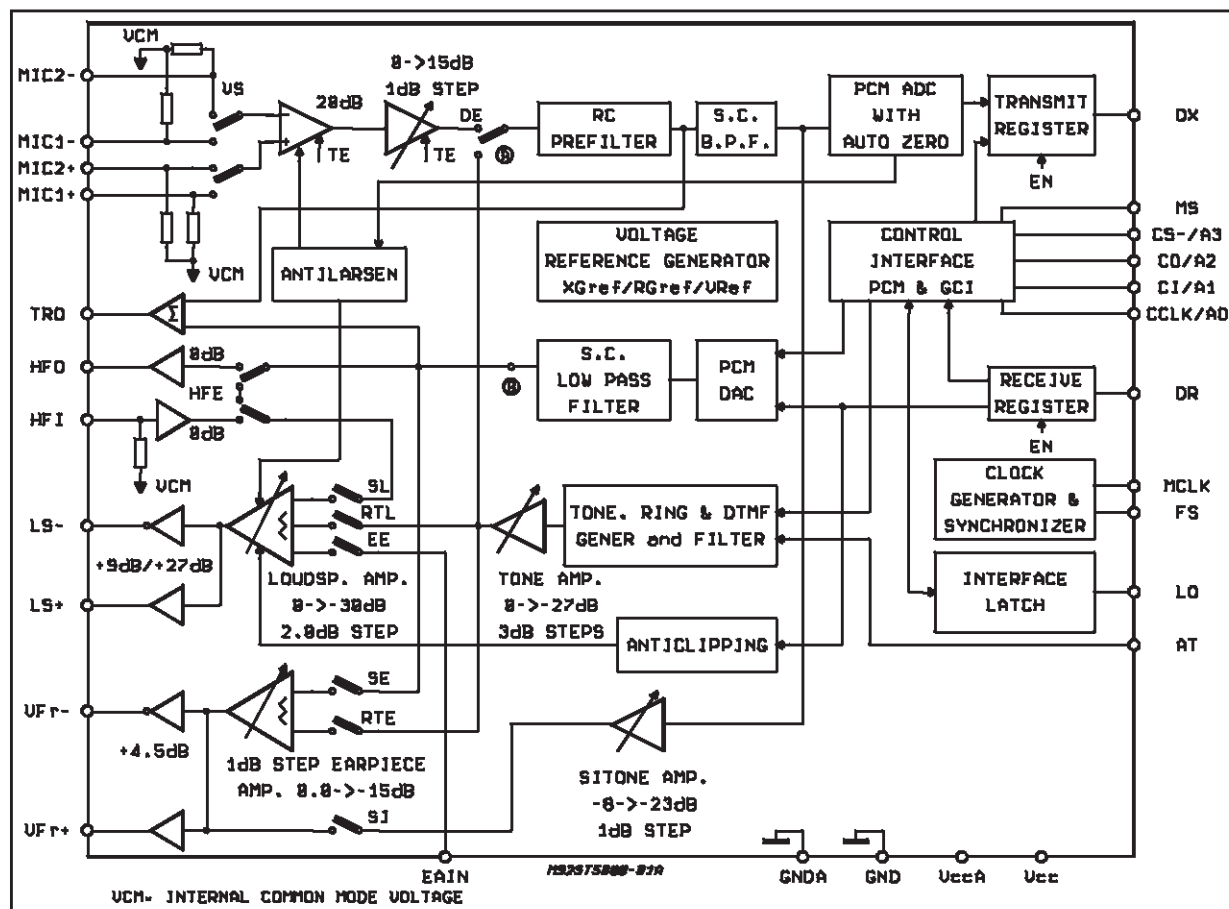 VCM
MIC2-
VS
20dB
0->15dB
1dB STEP
DE
RC
PREFILTER
S.C.
B.P.F.
PCM ADC
WITH
AUTO ZERO
TRANSMIT
REGISTER
DX
MIC1-
MIC2+
MIC1+
TE
TE
EN
VCM
ANTILARSEN
VOLTAGE
REFERENCE GENERATOR
XGref/RGref/VRef
CONTROL
INTERFACE
PCM & GCI
MS
CS-/A3
CO/A2
CI/A1
CCLK/A0
TRO
Σ
HFO
0dB
HFE
S.C.
LOW PASS
FILTER
PCM
DAC
RECEIVE
REGISTER
DR
HFI
0dB
EN
VCM
SL
RTL
EE
TONE. RING & DTMF
GENER and FILTER
CLOCK
GENERATOR &
SYNCHRONIZER
MCLK
FS
LS-
+9dB/+27dB
LOUDSP. AMP.
0->-30dB
2.0dB STEP
TONE AMP.
0->-27dB
3dB STEPS
INTERFACE
LATCH
LO
LS+
ANTICLIPPING
AT
SE
RTE
VFr-
+4.5dB
1dB STEP EARPIECE
AMP. 0.0->-15dB
SITONE AMP.
-8->-23dB
1dB STEP
VFr+
SI
EAIN
GNDA
GND
VccA
Vcc
VCM= INTERNAL COMMON MODE VOLTAGE